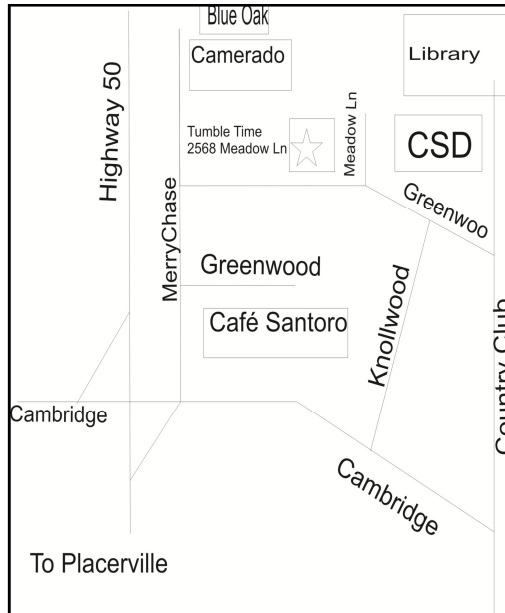 Blue Oak
Camerado
Library
Highway 50
Tumble Time
2568 Meadow Ln
Meadow Ln
CSD
MerryChase
Greenwoo
Greenwood
Knollwood
Café Santoro
Country Club
Cambridge
Cambridge
To Placerville